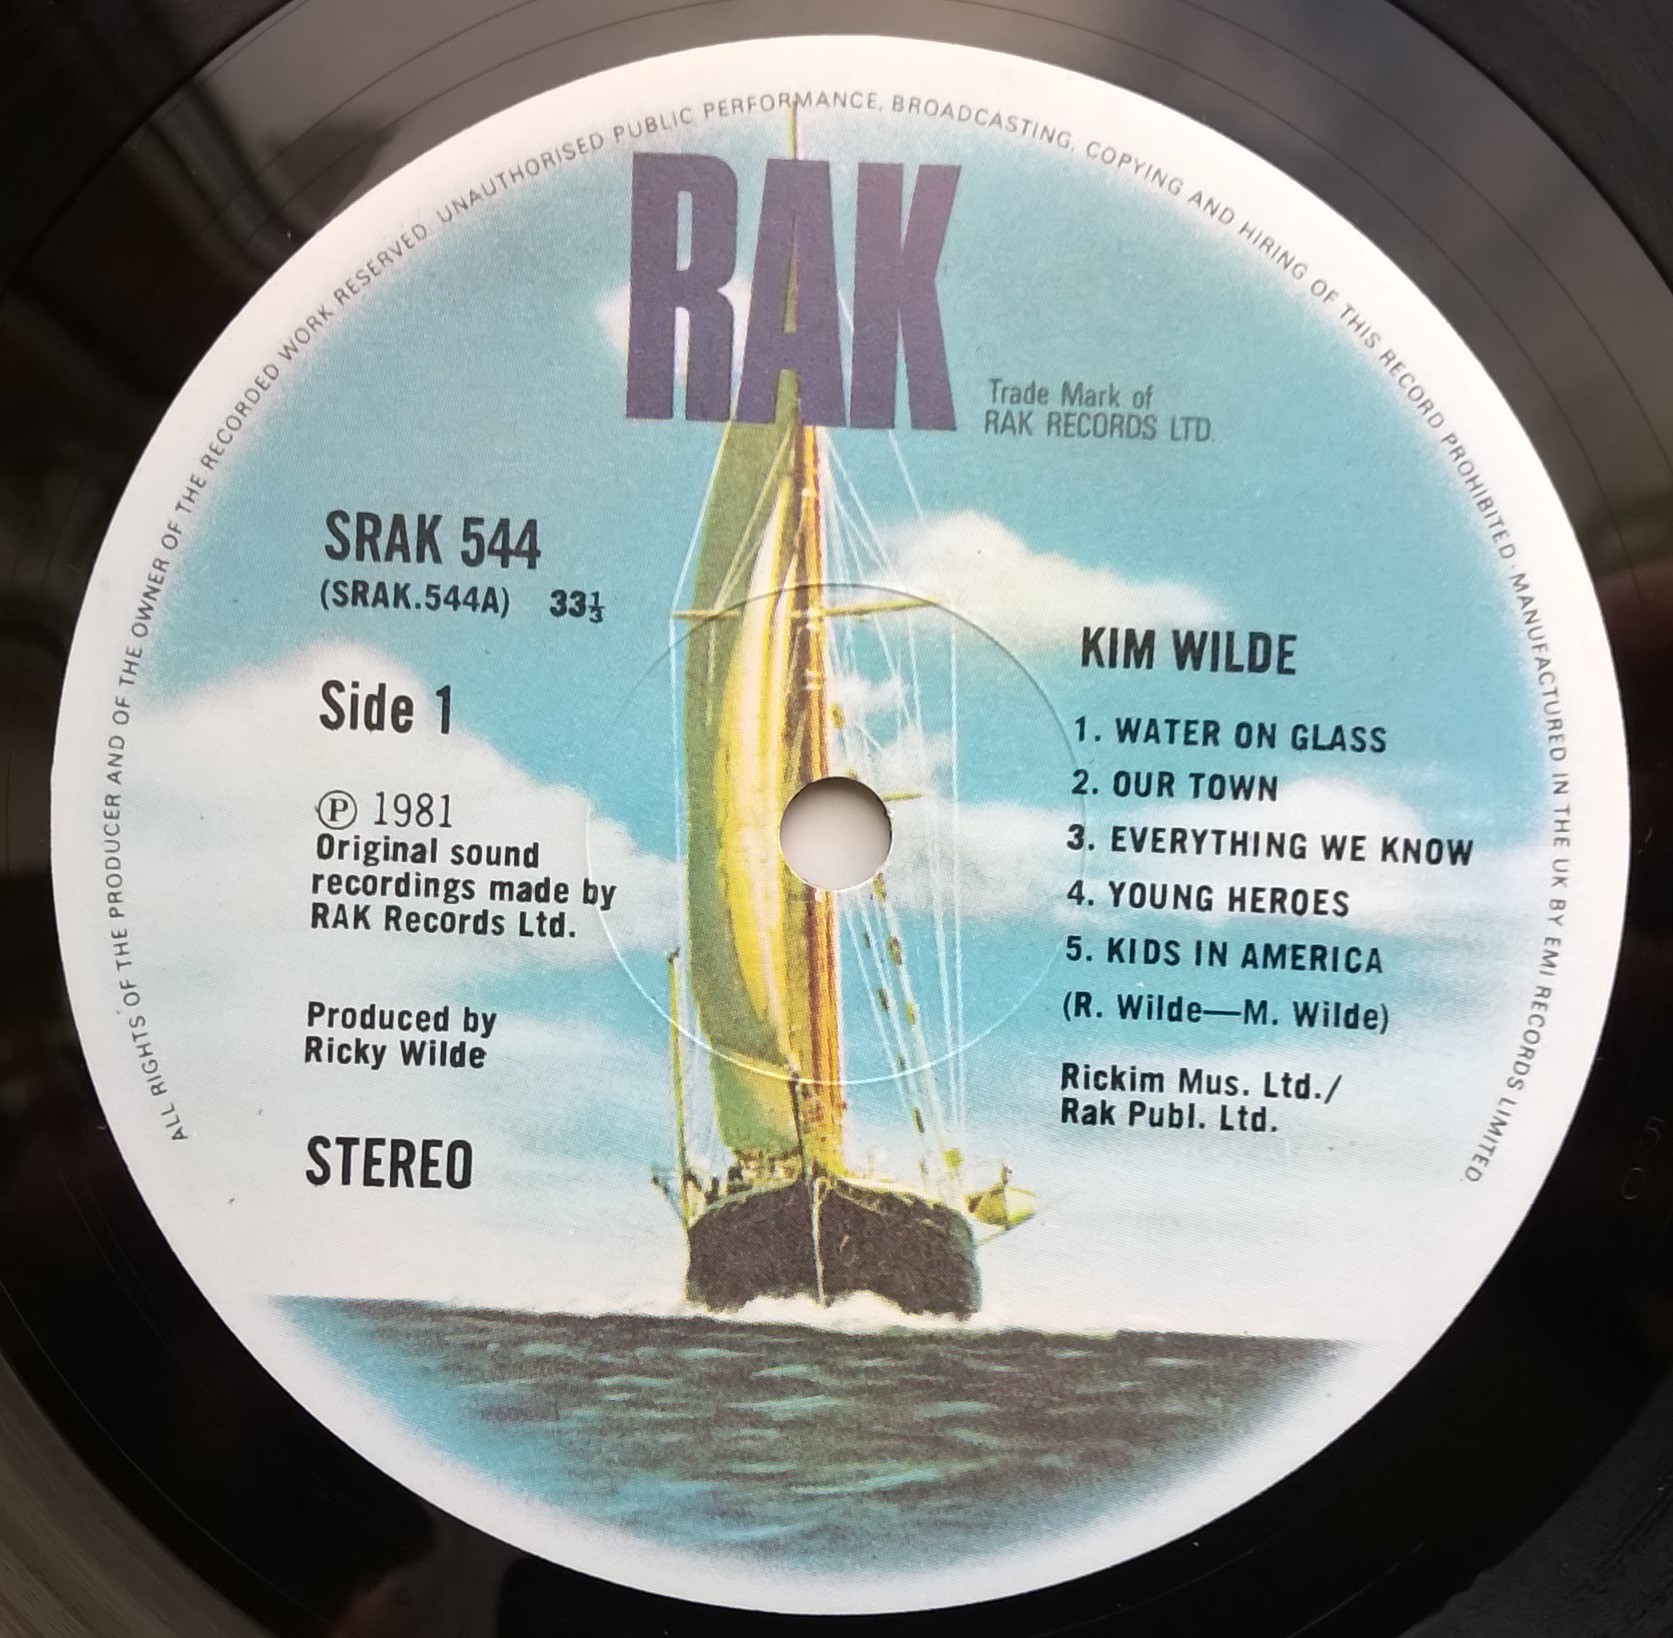 ALL RIGHTS OF THE PRODUCER AND OF THE OWNER OF THE RECORDED WORK RESERVED. UNAUTHORISED PUBLIC PERFORMANCE, BROADCASTING, COPYING AND HIRING OF THIS RECORD PROHIBITED · MANUFACTURED IN THE UK BY EMI RECORDS LIMITED.
RAK
Trade Mark of
RAK RECORDS LTD.
SRAK 544
(SRAK.544A) 33⅓
Side 1
Ⓟ 1981
Original sound
recordings made by
RAK Records Ltd.
Produced by
Ricky Wilde
STEREO
KIM WILDE
1. WATER ON GLASS
2. OUR TOWN
3. EVERYTHING WE KNOW
4. YOUNG HEROES
5. KIDS IN AMERICA
(R. Wilde—M. Wilde)
Rickim Mus. Ltd./
Rak Publ. Ltd.